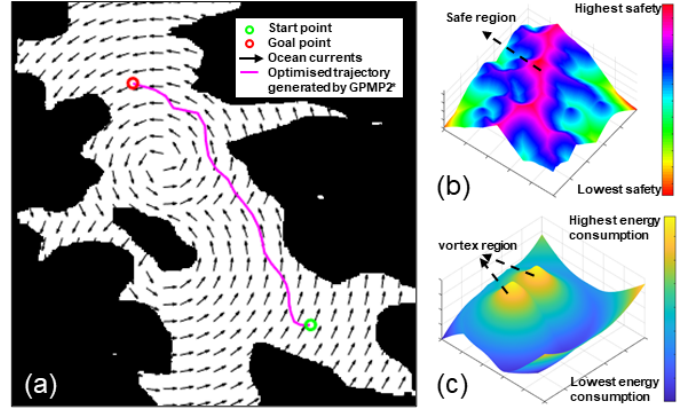 Start point
Goal point
Ocean currents
Optimised trajectory
generated by GPMP2*
(a)
Highest safety
Safe region
(b)
Lowest safety
Highest energy
consumption
vortex region
(c)
Lowest energy
consumption